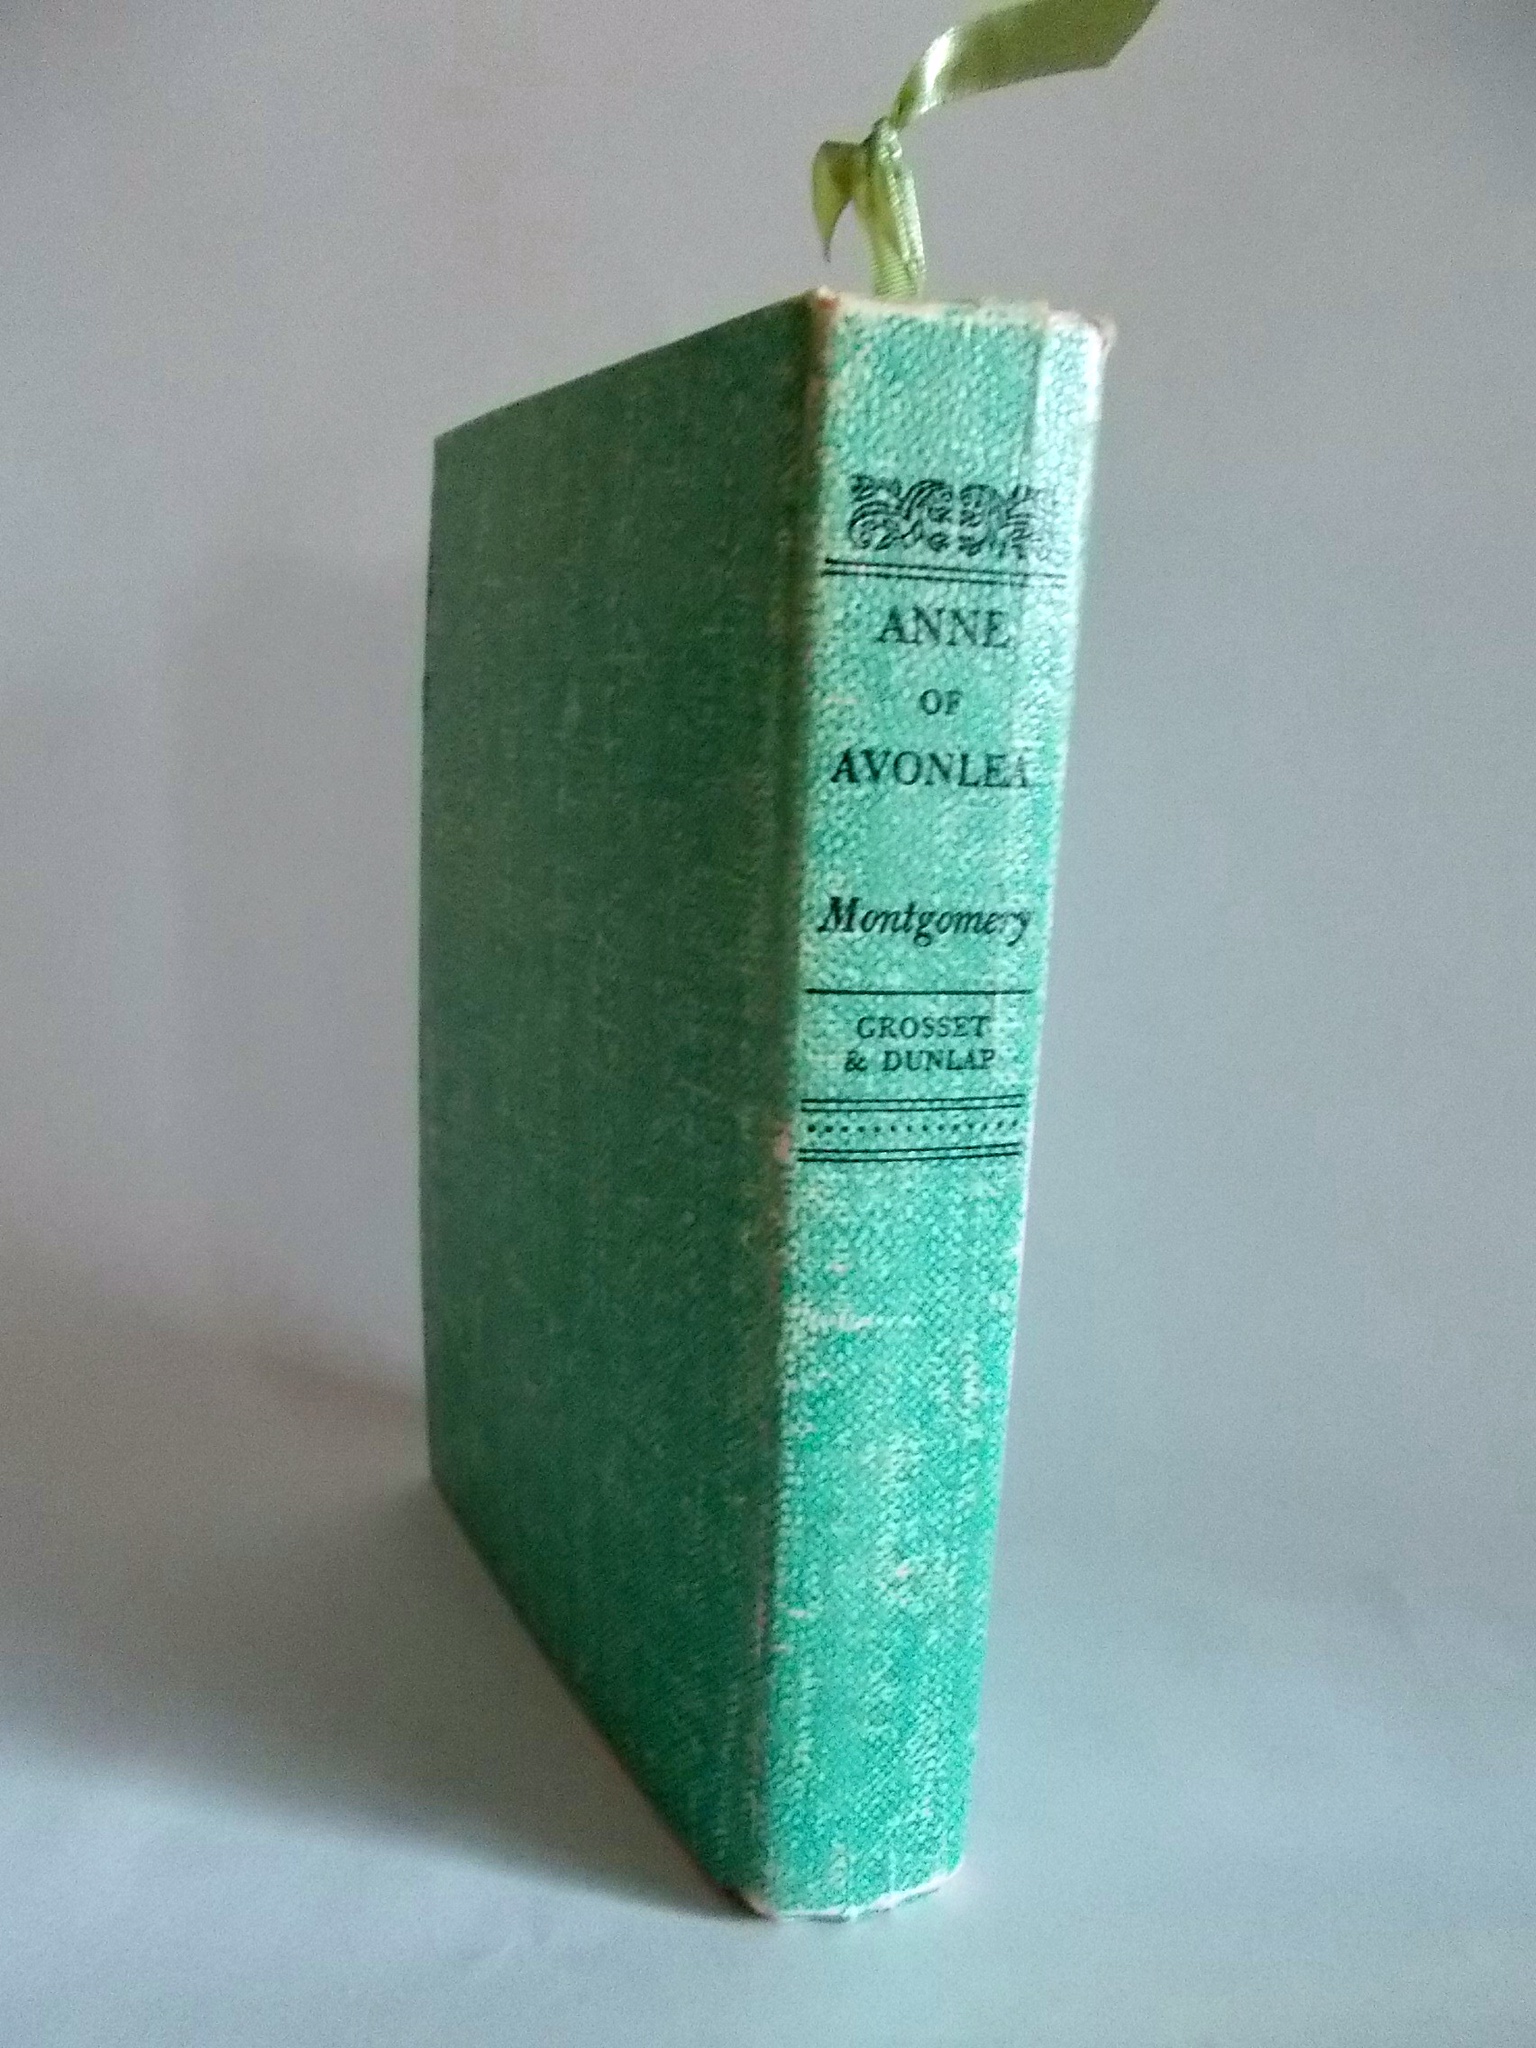 ANNE
OF
AVONLEA
Montgomery
GROSSET
& DUNLAP